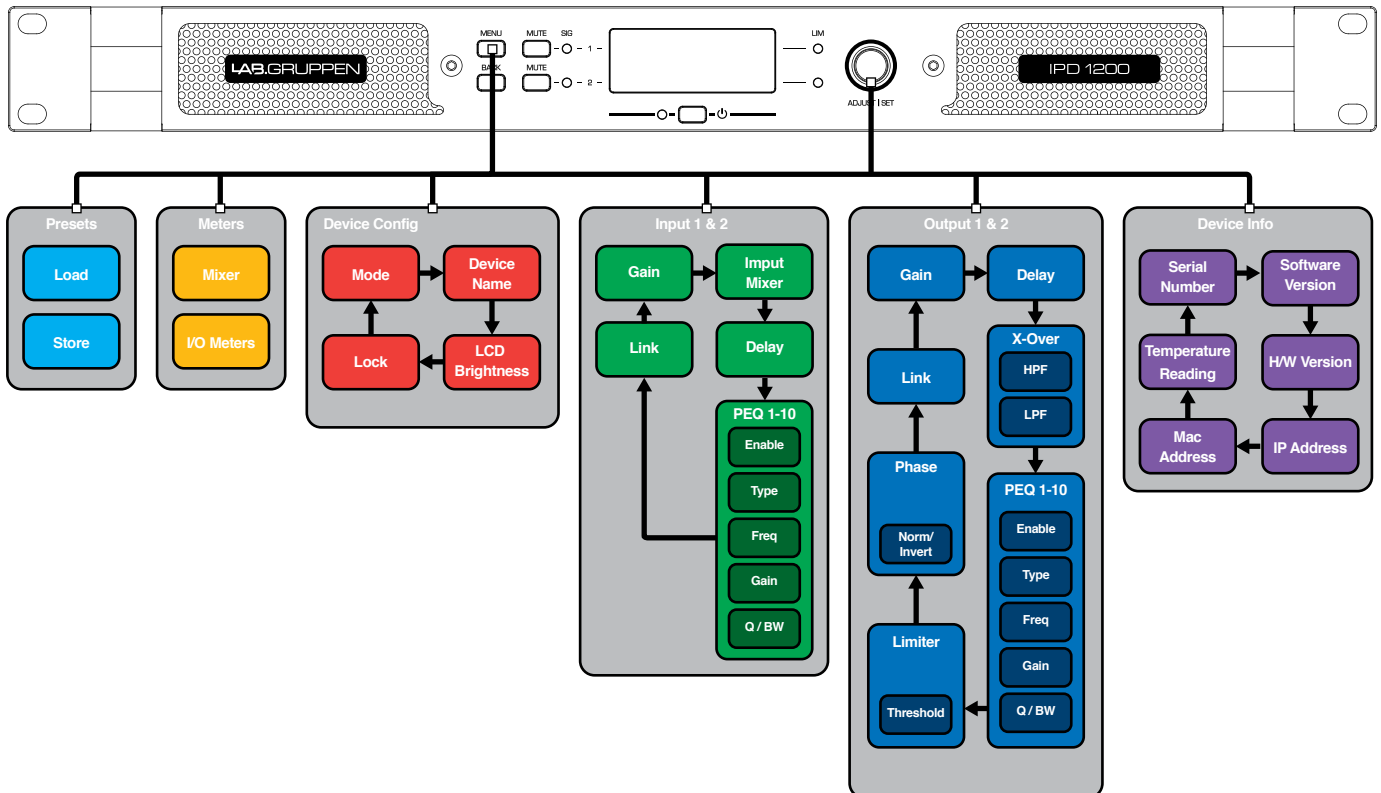 MENU
MUTE
SIG
LIM
1
LAB.GRUPPEN
IPD 1200
BACK
MUTE
2
ADJUST | SET
Presets
Load
Store
Meters
Mixer
I/O Meters
Device Config
Mode
Device
Name
Lock
LCD
Brightness
Input 1 & 2
Gain
Imput
Mixer
Link
Delay
PEQ 1-10
Enable
Type
Freq
Gain
Q / BW
Output 1 & 2
Gain
Delay
X-Over
HPF
LPF
Link
Phase
Norm/
Invert
PEQ 1-10
Enable
Type
Freq
Gain
Q / BW
Limiter
Threshold
Device Info
Serial
Number
Software
Version
Temperature
Reading
H/W Version
Mac
Address
IP Address